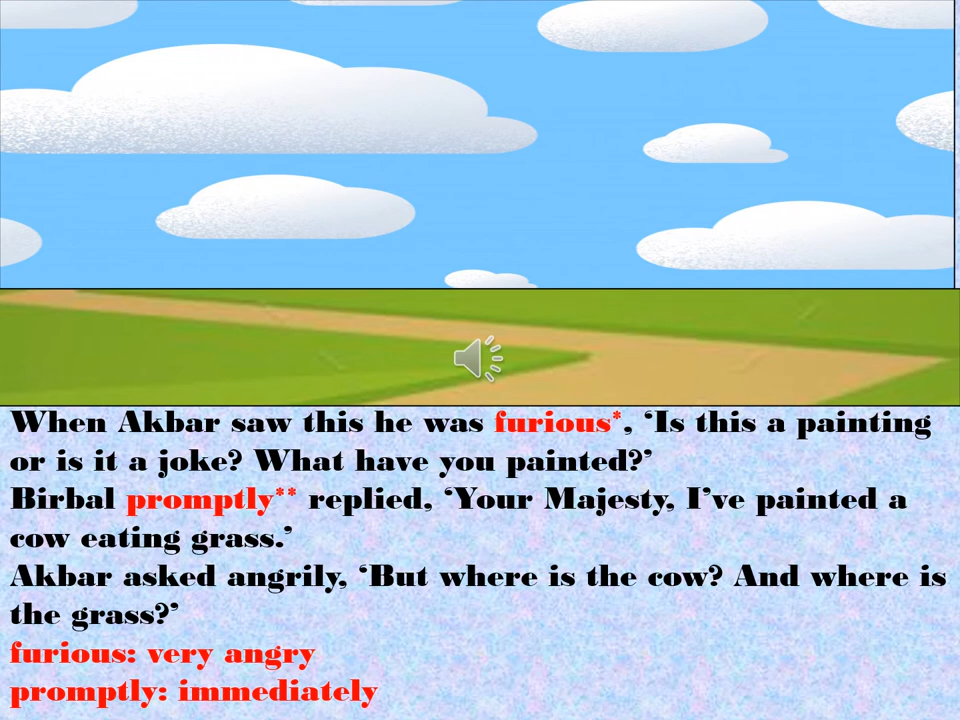 When Akbar saw this he was furious*, ‘Is this a painting
or is it a joke? What have you painted?’
Birbal promptly** replied, ‘Your Majesty, I’ve painted a
cow eating grass.’
Akbar asked angrily, ‘But where is the cow? And where is
the grass?’
furious: very angry
promptly: immediately